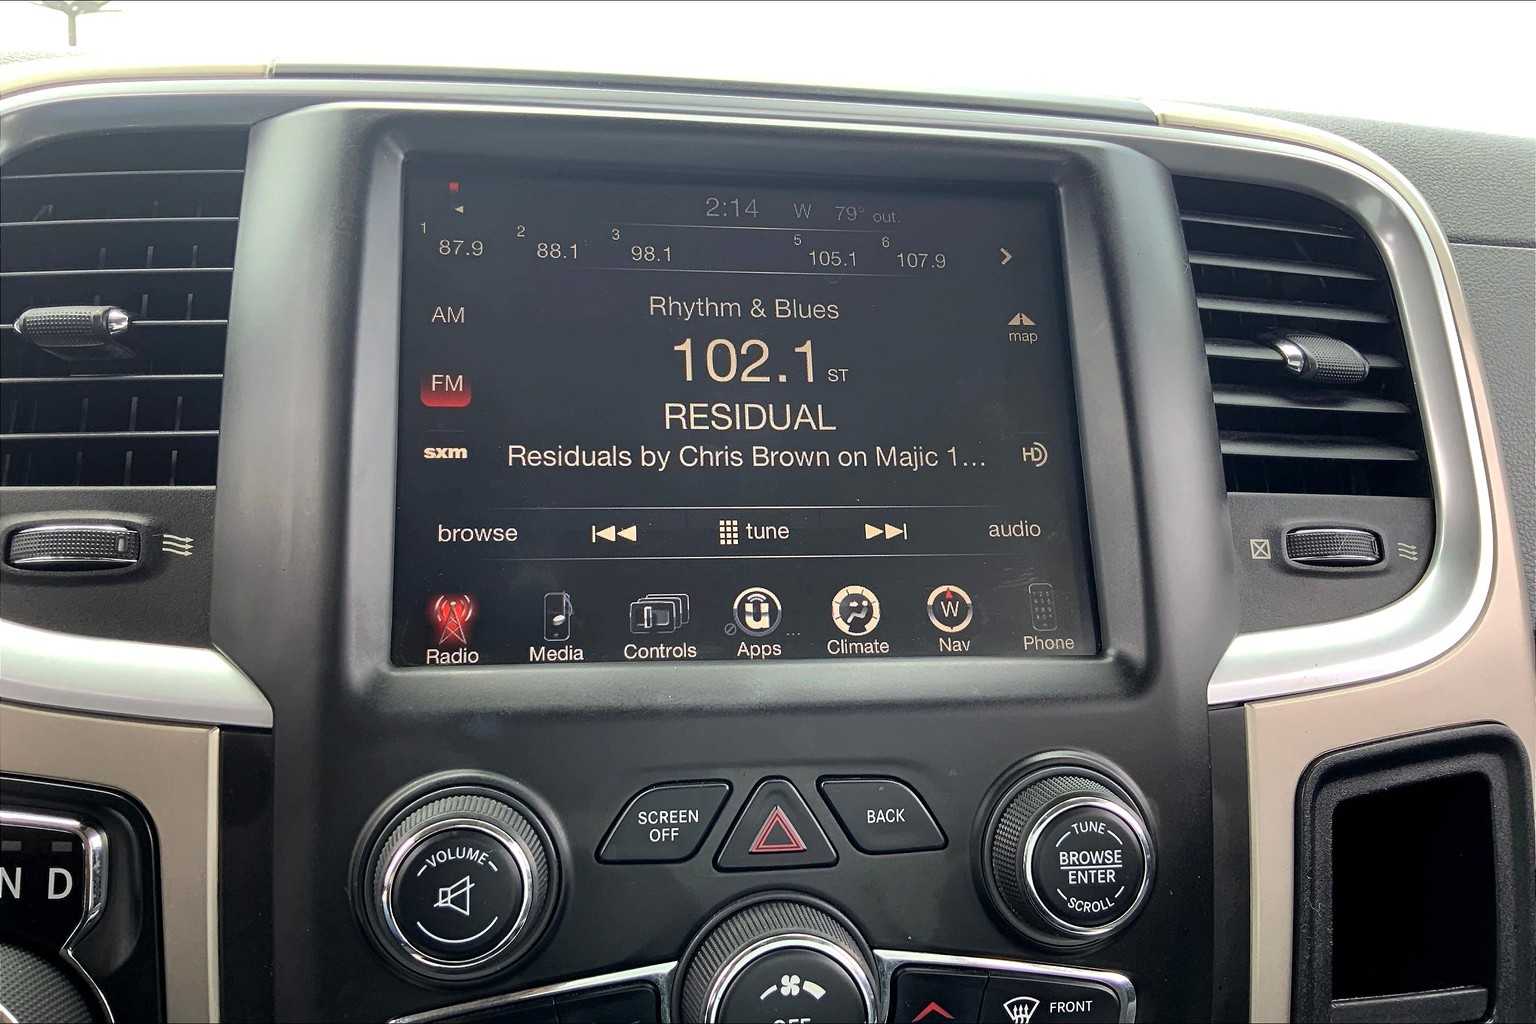 2:14 W 79° out.
1 87.9 2 88.1 3 98.1 5 105.1 6 107.9
AM
Rhythm & Blues
map
FM
102.1 ST
RESIDUAL
sxm
Residuals by Chris Brown on Majic 1...
HD
browse tune audio
Radio Media Controls Apps ... Climate W Nav Phone
SCREEN
OFF
BACK
VOLUME
TUNE
BROWSE
ENTER
SCROLL
N D
OFF
FRONT